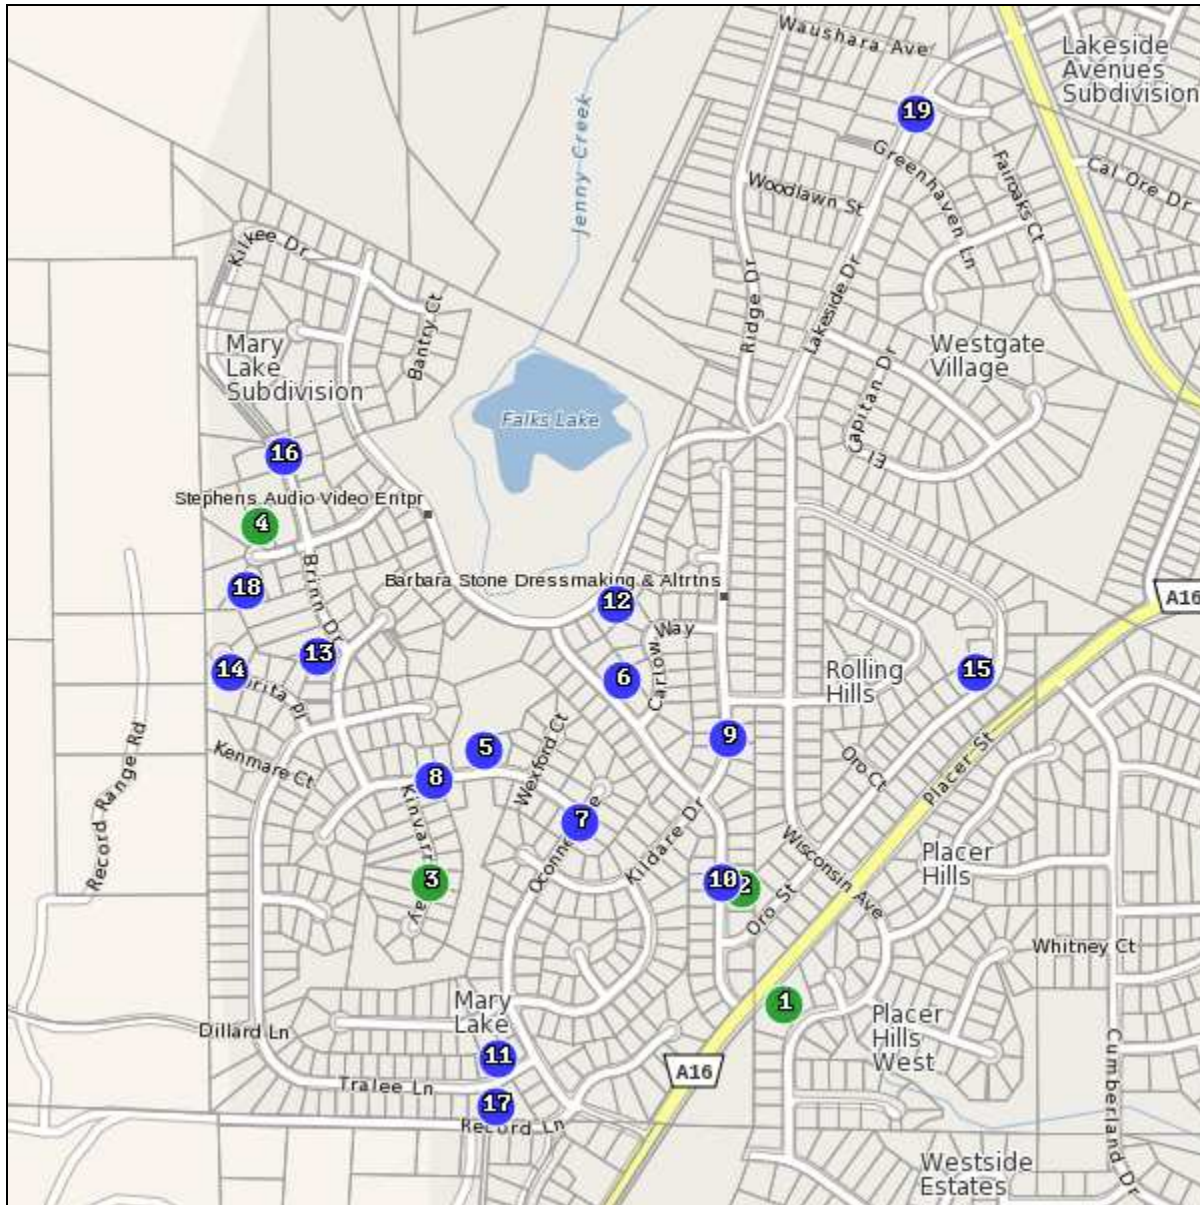 Waushara Ave
Lakeside
Avenues
Subdivision
19
Jenny Creek
Greenhaven Ln
Fairoaks Ct
Cal Ore Dr
Woodlawn St
Kilkee Dr
Ridge Dr
Lakeside Dr
Bantry Ct
Mary
Lake
Subdivision
Westgate
Village
El Capitan Dr
Falks Lake
16
Stephens Audio Video Entpr
4
Barbara Stone Dressmaking & Altrtns
18
Brinn Dr
12
A16
Way
13
14
6
Carlow
Rolling
Hills
15
Kenmare Ct
Record Range Rd
5
Wexford Ct
9
8
Oro Ct
Placer St
7
Kildare Dr
Wisconsin Ave
Placer
Hills
3
10
2
Oro St
Whitney Ct
1
Mary
Lake
Placer
Hills
West
Dillard Ln
11
A16
Tralee Ln
17
Record Ln
Cumberland Dr
Westside
Estates